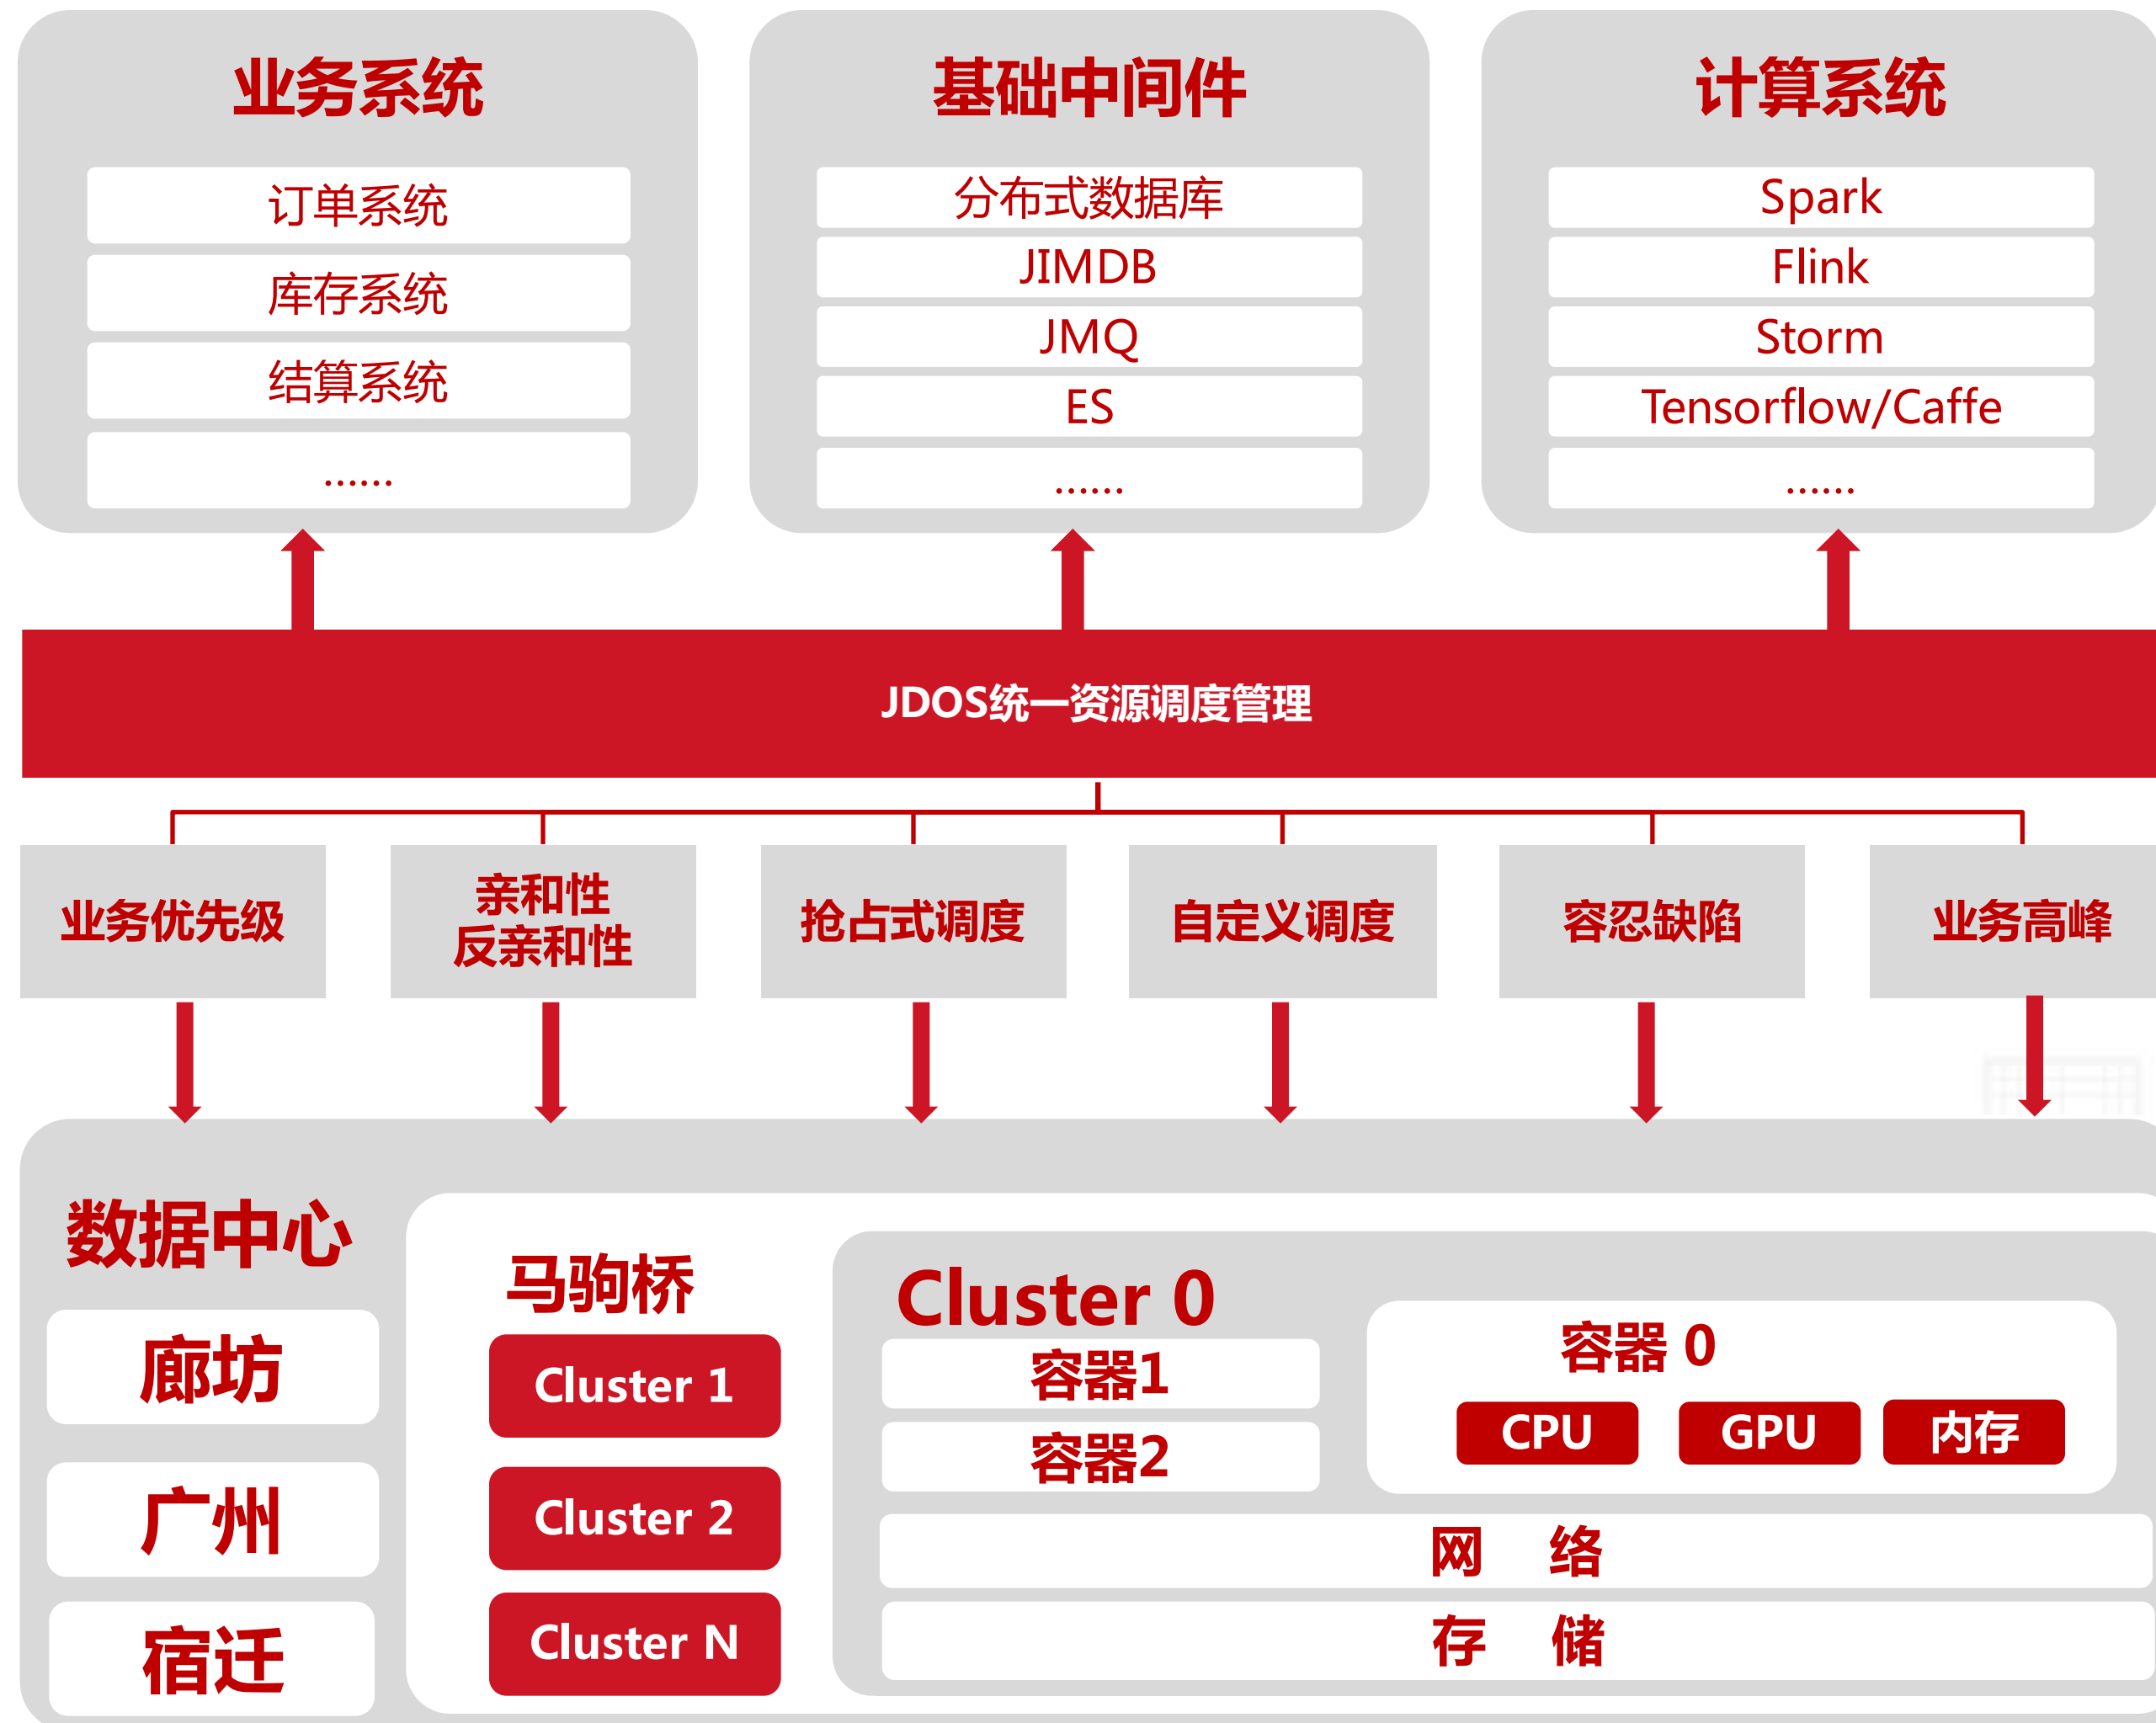 业务系统
订单系统
库存系统
结算系统
......
基础中间件
分布式数据库
JIMDB
JMQ
ES
......
计算系统
Spark
Flink
Storm
Tensorflow/Caffe
......
JDOS统一资源调度管理
业务优先级
亲和性
反亲和性
抢占式调度
自定义调度
容忍踢
业务高峰
数据中心
廊坊
广州
宿迁
马驹桥
Cluster 1
Cluster 2
Cluster N
Cluster 0
容器1
容器2
容器 0
CPU
GPU
内存
网 络
存 储